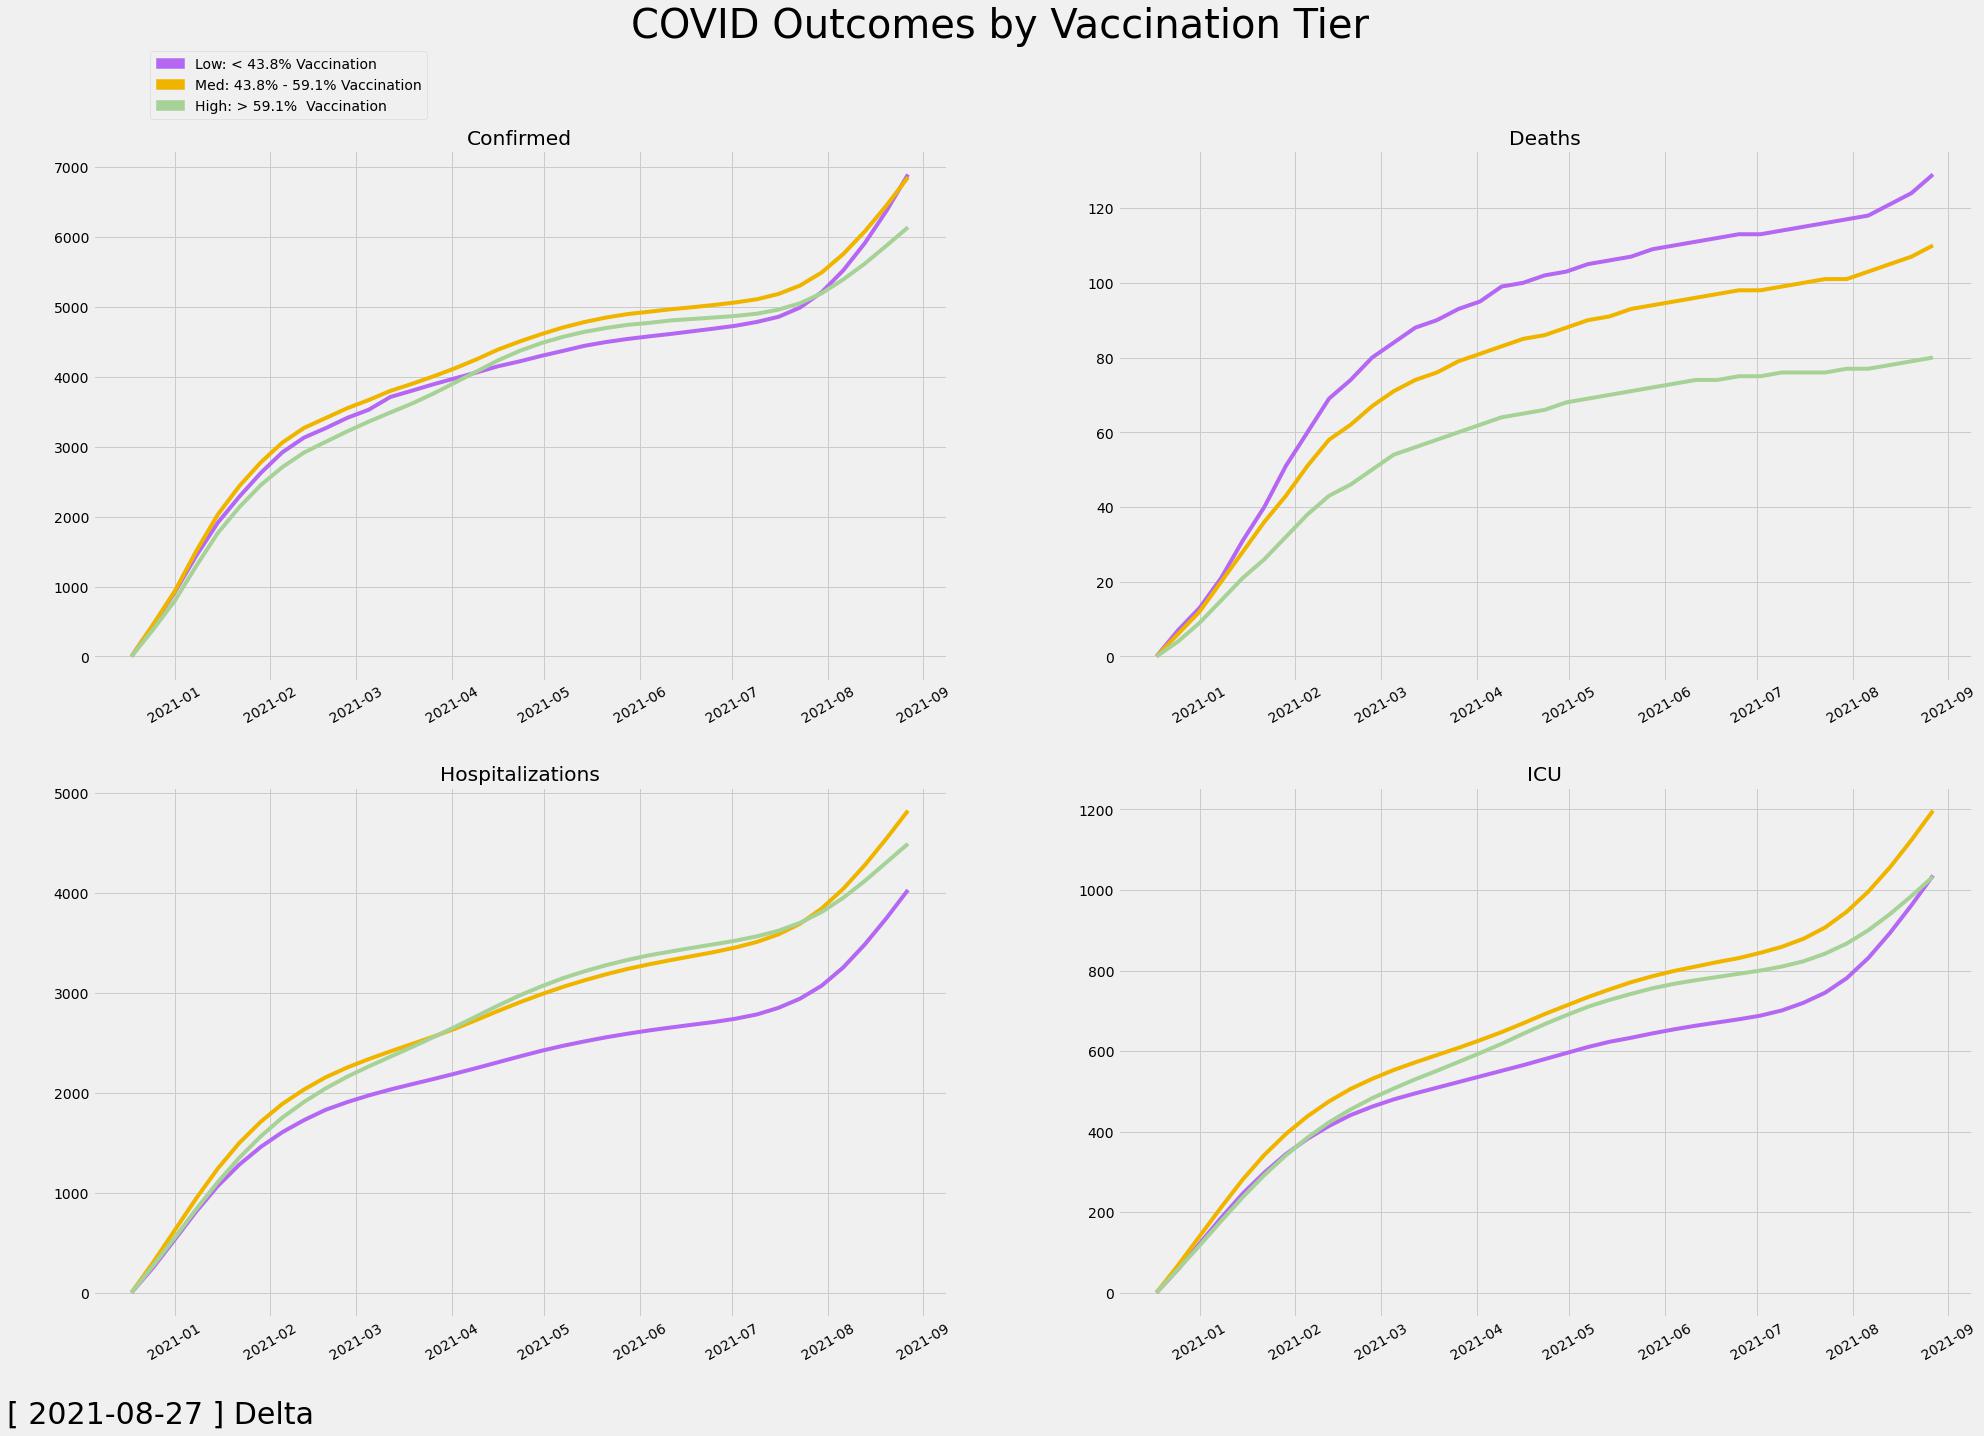 COVID Outcomes by Vaccination Tier
Low: < 43.8% Vaccination
Med: 43.8% - 59.1% Vaccination
High: > 59.1%  Vaccination
Confirmed
7000
6000
5000
4000
3000
2000
1000
0
2021-01 2021-02 2021-03 2021-04 2021-05 2021-06 2021-07 2021-08 2021-09
Deaths
120
100
80
60
40
20
0
2021-01 2021-02 2021-03 2021-04 2021-05 2021-06 2021-07 2021-08 2021-09
Hospitalizations
5000
4000
3000
2000
1000
0
2021-01 2021-02 2021-03 2021-04 2021-05 2021-06 2021-07 2021-08 2021-09
ICU
1200
1000
800
600
400
200
0
2021-01 2021-02 2021-03 2021-04 2021-05 2021-06 2021-07 2021-08 2021-09
[ 2021-08-27 ] Delta